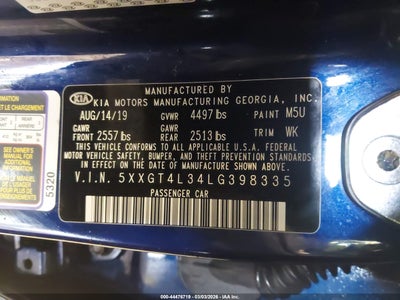 MANUFACTURED BY
KIA KIA MOTORS MANUFACTURING GEORGIA, INC.
AUG/14/19 GVWR 4497 lbs PAINT M5U
GAWR GAWR
FRONT 2557 lbs REAR 2513 lbs TRIM WK
THIS VEHICLE CONFORMS TO ALL APPLICABLE U.S. FEDERAL MOTOR
VEHICLE SAFETY, BUMPER, AND THEFT PREVENTION STANDARDS IN EFFECT
ON THE DATE OF MANUFACTURE SHOWN ABOVE.
V.I.N. 5XXGT4L34LG398335
PASSENGER CAR
5320
000-44476719 - 03/03/2026 - IAA Inc.